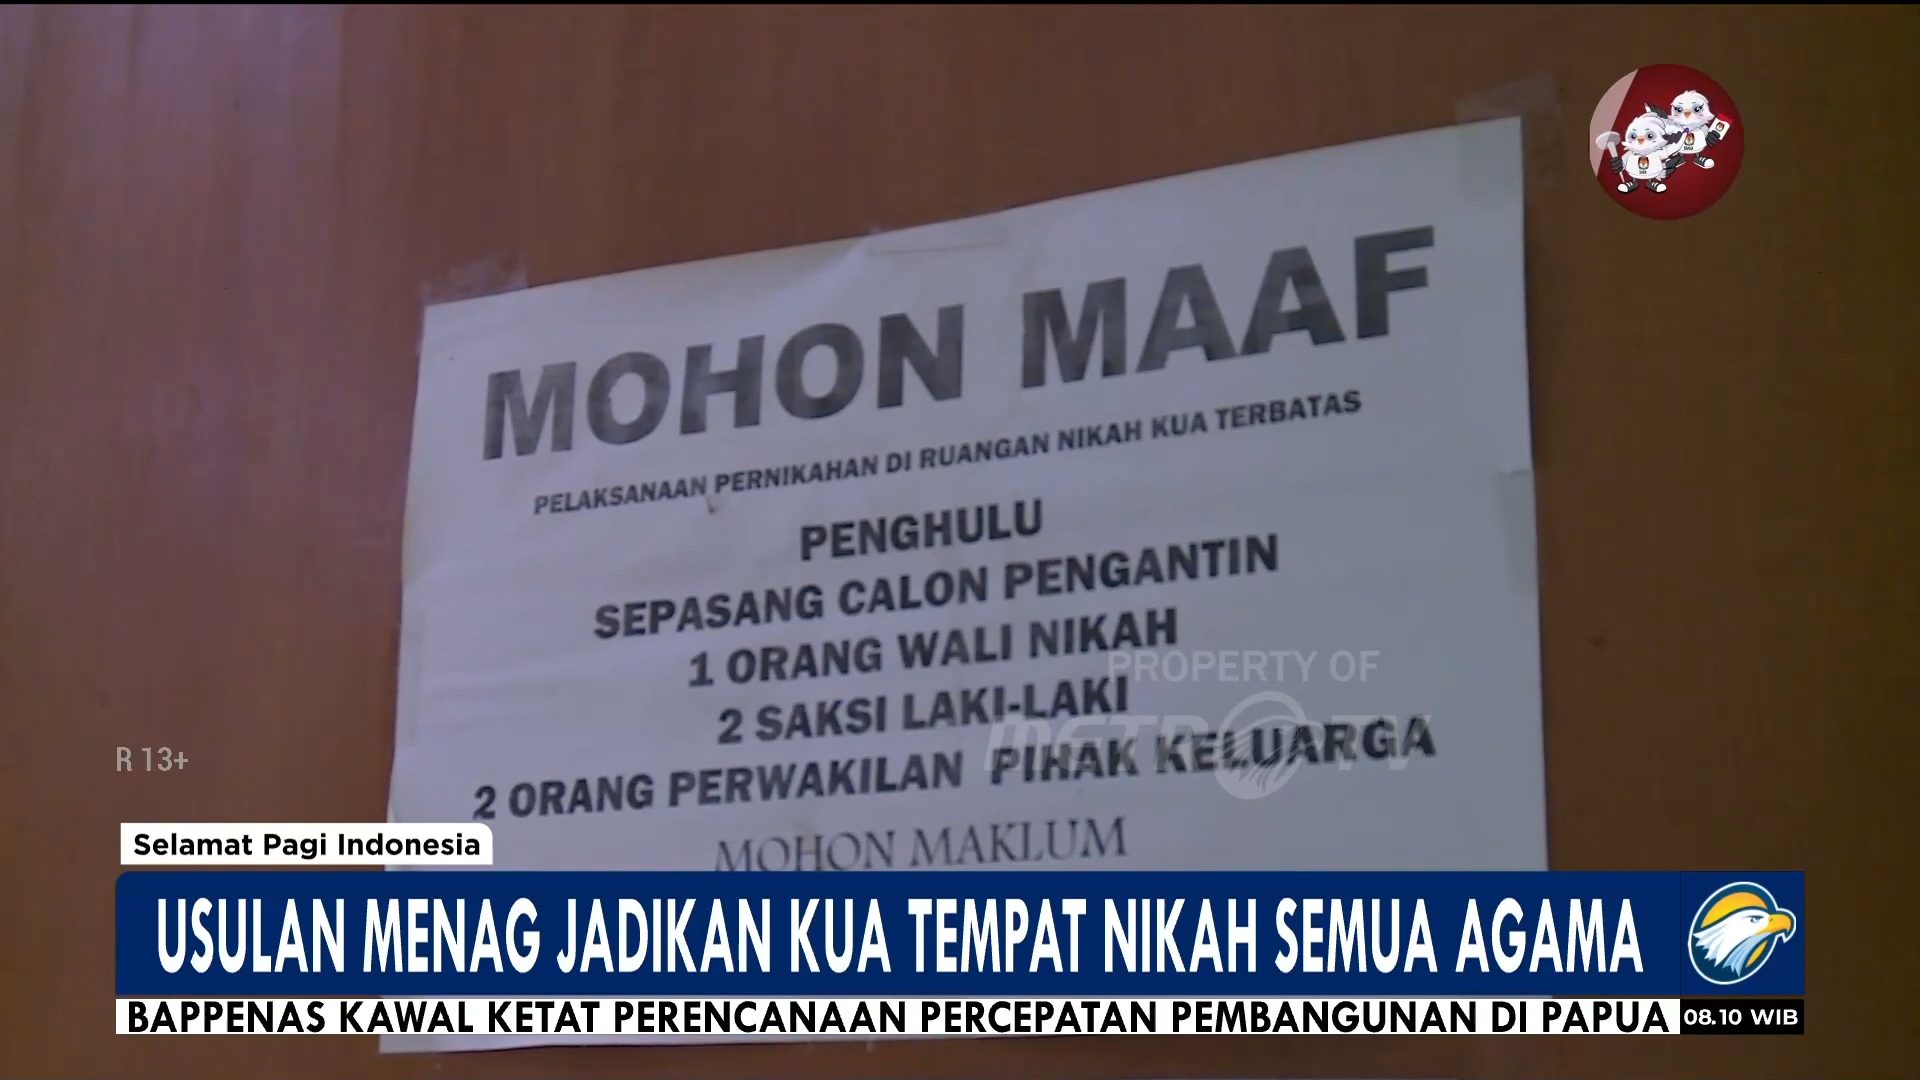 MOHON MAAF
PELAKSANAAN PERNIKAHAN DI RUANGAN NIKAH KUA TERBATAS
PENGHULU
SEPASANG CALON PENGANTIN
1 ORANG WALI NIKAH
2 SAKSI LAKI-LAKI
2 ORANG PERWAKILAN PIHAK KELUARGA
MOHON MAKLUM
PROPERTY OF
METRO TV
R 13+
Selamat Pagi Indonesia
USULAN MENAG JADIKAN KUA TEMPAT NIKAH SEMUA AGAMA
BAPPENAS KAWAL KETAT PERENCANAAN PERCEPATAN PEMBANGUNAN DI PAPUA
08.10 WIB